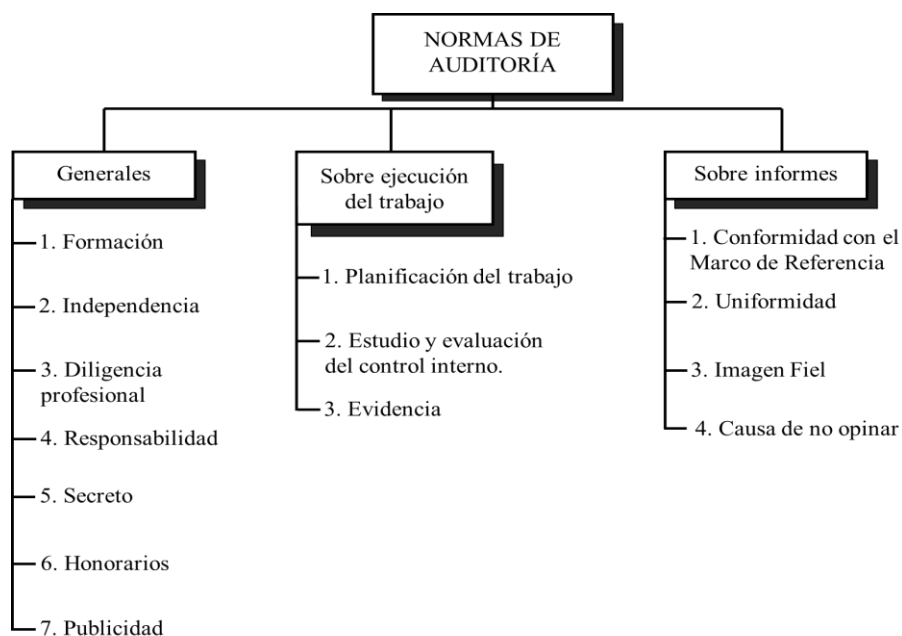 NORMAS DE
AUDITORÍA
Generales
1. Formación
2. Independencia
3. Diligencia
profesional
4. Responsabilidad
5. Secreto
6. Honorarios
7. Publicidad
Sobre ejecución
del trabajo
1. Planificación del trabajo
2. Estudio y evaluación
del control interno.
3. Evidencia
Sobre informes
1. Conformidad con el
Marco de Referencia
2. Uniformidad
3. Imagen Fiel
4. Causa de no opinar